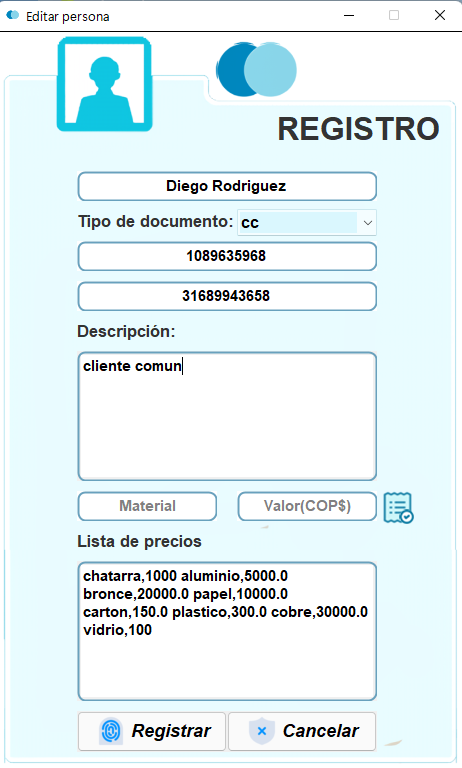 Editar persona
REGISTRO
Diego Rodriguez
Tipo de documento: cc
1089635968
31689943658
Descripción:
cliente comun
Material Valor(COP$)
Lista de precios
chatarra,1000 aluminio,5000.0
bronce,20000.0 papel,10000.0
carton,150.0 plastico,300.0 cobre,30000.0
vidrio,100
Registrar Cancelar